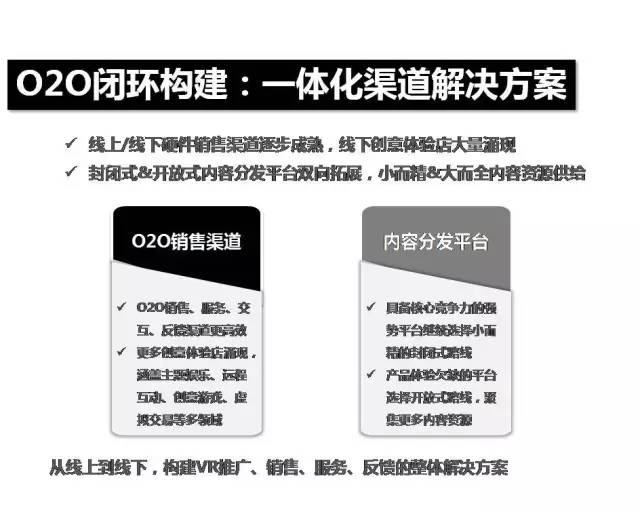 O2O闭环构建：一体化渠道解决方案
✓ 线上/线下硬件销售渠道逐步成熟，线下创意体验店大量涌现
✓ 封闭式&开放式内容分发平台双向拓展，小而精&大而全内容资源供给
O2O销售渠道
✓ O2O销售、服务、交
互、反馈渠道更高效
✓ 更多创意体验店涌现，
涵盖主题娱乐、远程
互动、创意游戏、虚
拟交易等多领域
内容分发平台
✓ 具备核心竞争力的强
势平台继续选择小而
精的封闭式路线
✓ 产品体验欠缺的平台
选择开放式路线，聚
集更多内容资源
从线上到线下，构建VR推广、销售、服务、反馈的整体解决方案